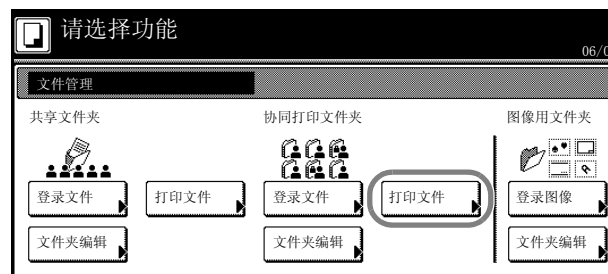 请选择功能
06/0
文件管理
共享文件夹 协同打印文件夹 图像用文件夹
登录文件 打印文件 登录文件 打印文件 登录图像
文件夹编辑 文件夹编辑 文件夹编辑